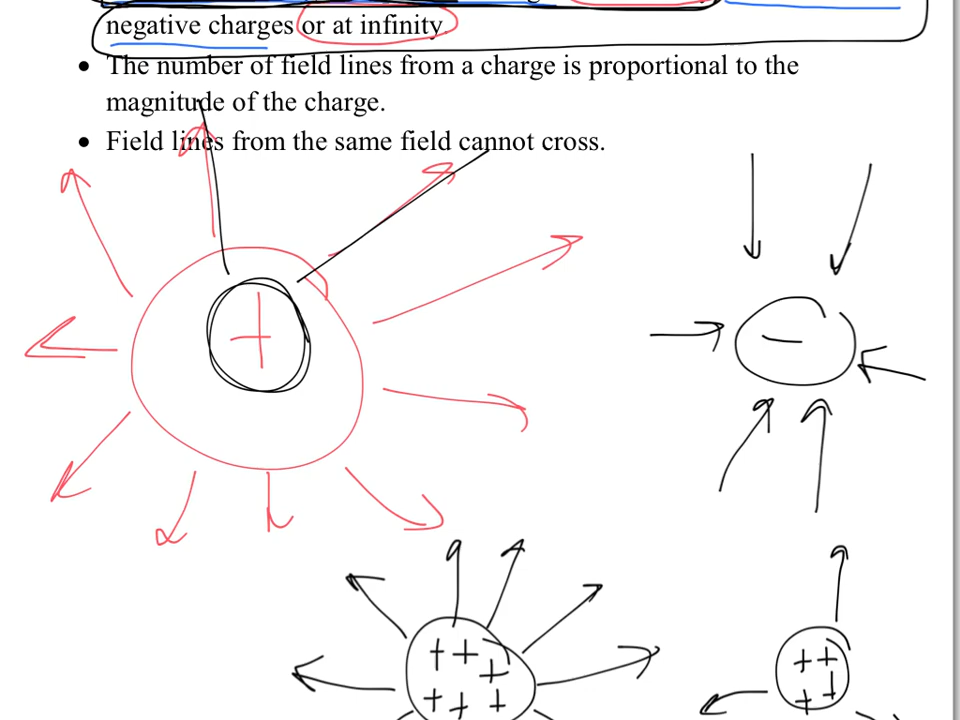 negative charges or at infinity.
• The number of field lines from a charge is proportional to the
magnitude of the charge.
• Field lines from the same field cannot cross.
+
-
+ + +
+ + +
+ +
+ +